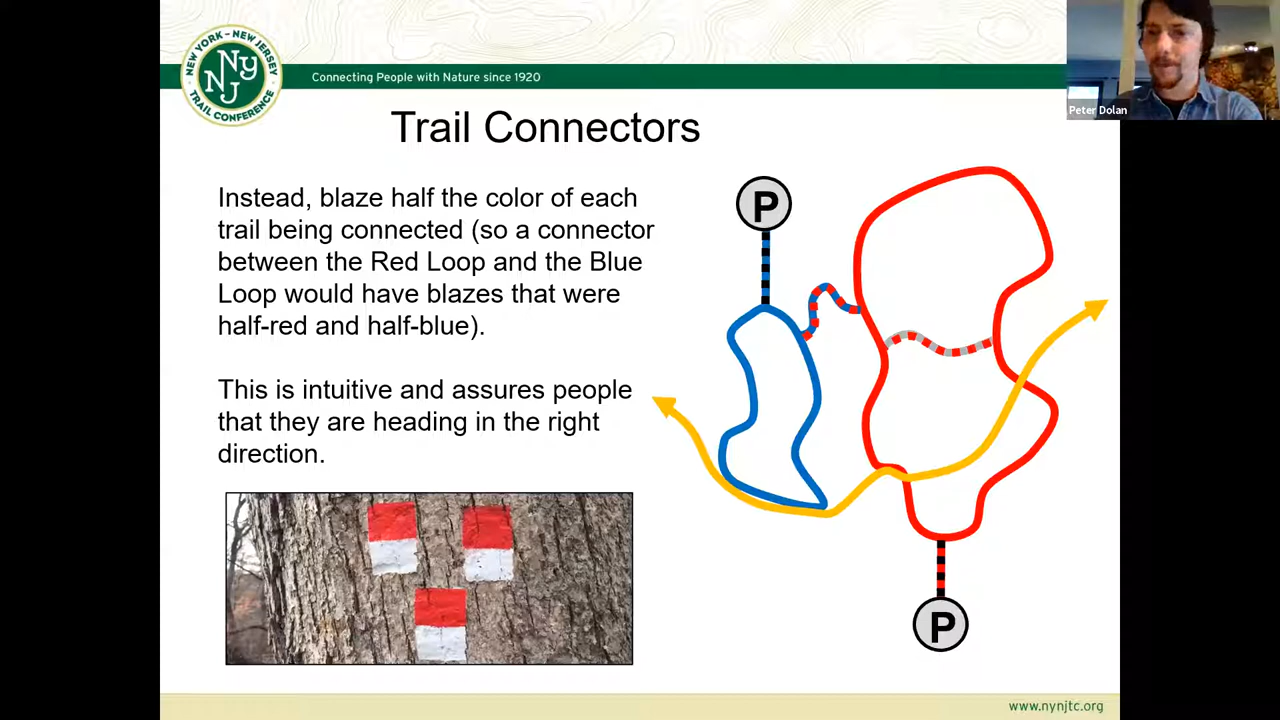 NEW YORK – NEW JERSEY
NY
NJ
TRAIL CONFERENCE
Connecting People with Nature since 1920
Peter Dolan
Trail Connectors
Instead, blaze half the color of each
trail being connected (so a connector
between the Red Loop and the Blue
Loop would have blazes that were
half-red and half-blue).
This is intuitive and assures people
that they are heading in the right
direction.
P
P
www.nynjtc.org